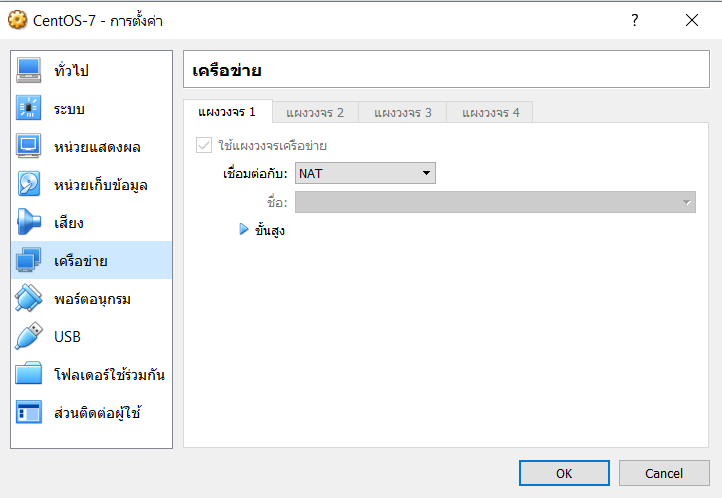 CentOS-7 - การตั้งค่า
?
ทั่วไป
ระบบ
หน่วยแสดงผล
หน่วยเก็บข้อมูล
เสียง
เครือข่าย
พอร์ตอนุกรม
USB
โฟลเดอร์ใช้ร่วมกัน
ส่วนติดต่อผู้ใช้
เครือข่าย
แผงวงจร 1 แผงวงจร 2 แผงวงจร 3 แผงวงจร 4
ใช้แผงวงจรเครือข่าย
เชื่อมต่อกับ: NAT
ชื่อ:
ขั้นสูง
OK Cancel